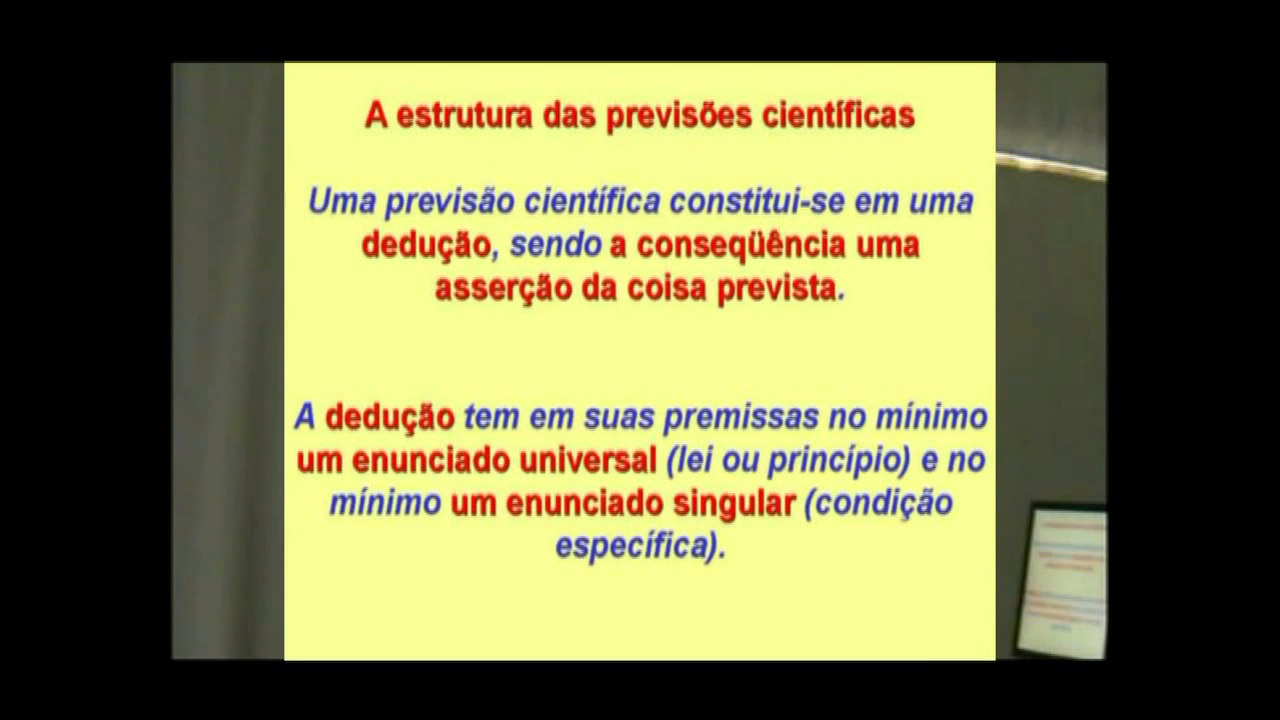 A estrutura das previsões científicas
Uma previsão científica constitui-se em uma
dedução, sendo a conseqüência uma
asserção da coisa prevista.
A dedução tem em suas premissas no mínimo
um enunciado universal (lei ou princípio) e no
mínimo um enunciado singular (condição
específica).